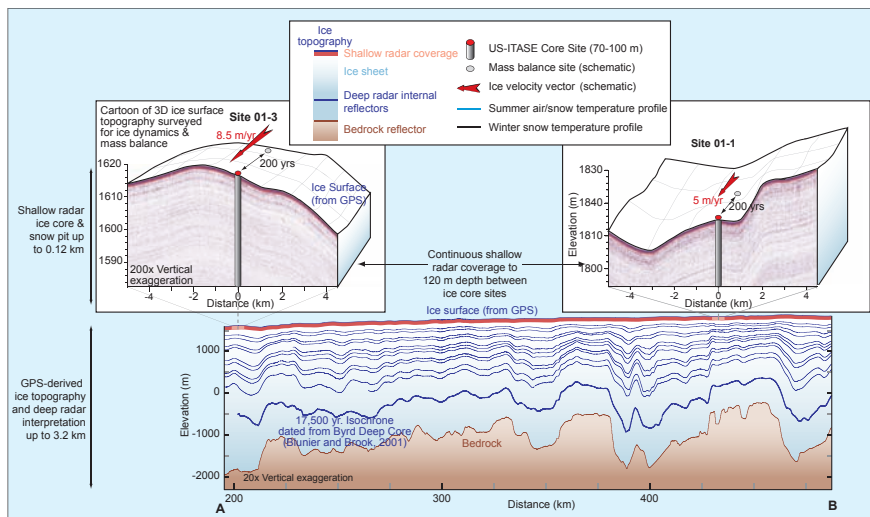 Ice
topography
Shallow radar coverage
Ice sheet
Deep radar internal
reflectors
Bedrock reflector
US-ITASE Core Site (70-100 m)
Mass balance site (schematic)
Ice velocity vector (schematic)
Summer air/snow temperature profile
Winter snow temperature profile
Cartoon of 3D ice surface
topography surveyed
for ice dynamics &
mass balance
Site 01-3
8.5 m/yr
200 yrs
Ice Surface
(from GPS)
1620
1610
1600
1590
200x Vertical
exaggeration
-4
-2
0
2
4
Distance (km)
Site 01-1
5 m/yr
200 yrs
Elevation (m)
1830
1840
1810
1800
-4
-2
0
2
4
Distance (km)
Shallow radar
ice core &
snow pit up
to 0.12 km
Continuous shallow
radar coverage to
120 m depth between
ice core sites
Ice surface (from GPS)
GPS-derived
ice topography
and deep radar
interpretation
up to 3.2 km
Elevation (m)
1000
0
-1000
-2000
17,500 yr. Isochrone
dated from Byrd Deep Core
(Blunier and Brook, 2001)
Bedrock
20x Vertical exaggeration
200
300
400
A
Distance (km)
B